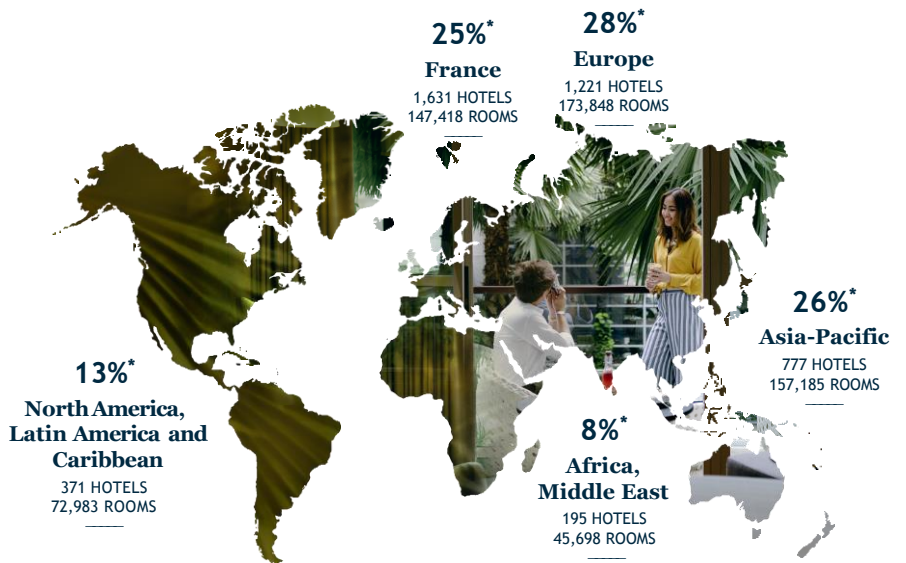 25%*
France
1,631 HOTELS
147,418 ROOMS
28%*
Europe
1,221 HOTELS
173,848 ROOMS
26%*
Asia-Pacific
777 HOTELS
157,185 ROOMS
13%*
North America,
Latin America and
Caribbean
371 HOTELS
72,983 ROOMS
8%*
Africa,
Middle East
195 HOTELS
45,698 ROOMS